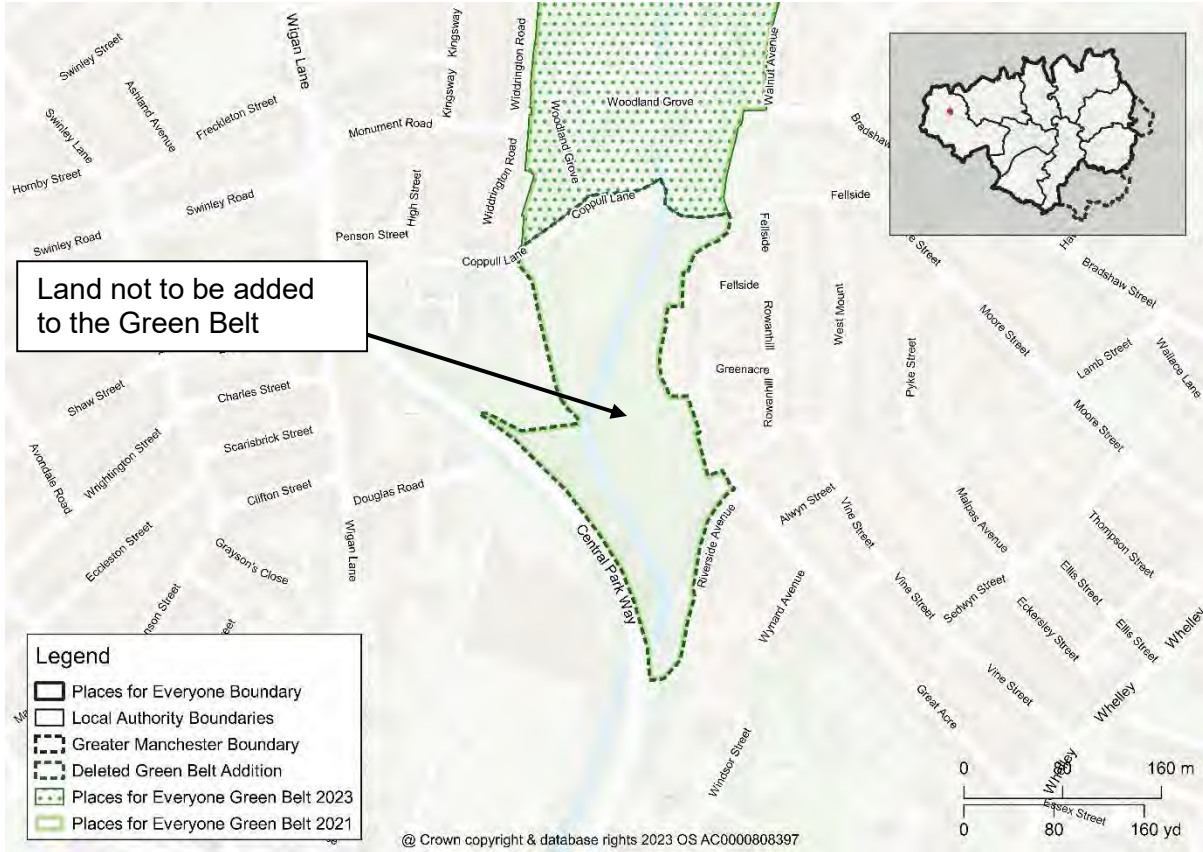 Swinley Street
Wigan Lane
Kingsway
Kingsway
Widdrington Road
Walnut Avenue
Ashland Avenue
Freckleton Street
Swinley Lane
Monument Road
Woodland Grove
Woodland Grove
Hornby Street
Swinley Road
High Street
Widdrington Road
Fellside
Swinley Road
Penson Street
Coppull Lane
Coppull Lane
Fellside
Bradshaw Street
Land not to be added
to the Green Belt
Fellside
Rowanhill
West Mount
Moore Street
Lamb Street
Wallace Lane
Greenacre
Rowanhill
Pyke Street
Moore Street
Shaw Street
Charles Street
Avondale Road
Wrightington Street
Scarisbrick Street
Clifton Street
Douglas Road
Alwyn Street
Vine Street
Malpas Avenue
Thompson Street
Eccleston Street
Grayson's Close
Wigan Lane
Central Park Way
Riverside Avenue
Wynard Avenue
Vine Street
Sedwyn Street
Eckersley Street
Ellis Street
Ellis Street
Whelley
Vine Street
Whelley
Great Acre
Windsor Street
Whelley
Essex Street
Legend
Places for Everyone Boundary
Local Authority Boundaries
Greater Manchester Boundary
Deleted Green Belt Addition
Places for Everyone Green Belt 2023
Places for Everyone Green Belt 2021
0 80 160 m
0 80 160 yd
@ Crown copyright & database rights 2023 OS AC0000808397